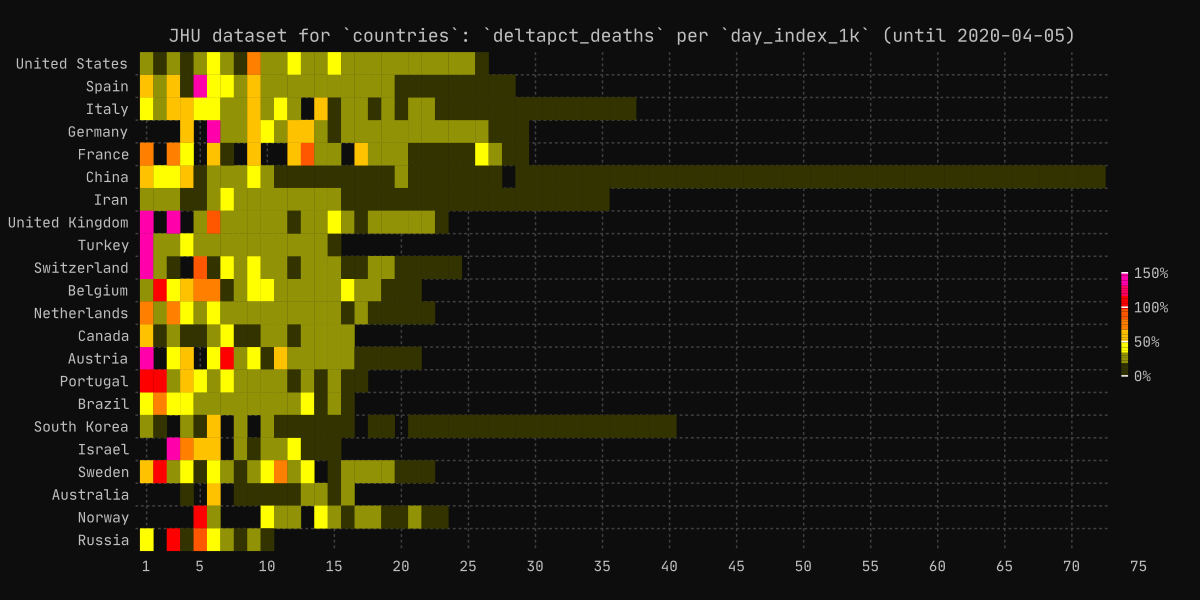 JHU dataset for `countries`: `deltapct_deaths` per `day_index_1k` (until 2020-04-05)
United States
Spain
Italy
Germany
France
China
Iran
United Kingdom
Turkey
Switzerland
Belgium
Netherlands
Canada
Austria
Portugal
Brazil
South Korea
Israel
Sweden
Australia
Norway
Russia
150%
100%
50%
0%
1 5 10 15 20 25 30 35 40 45 50 55 60 65 70 75